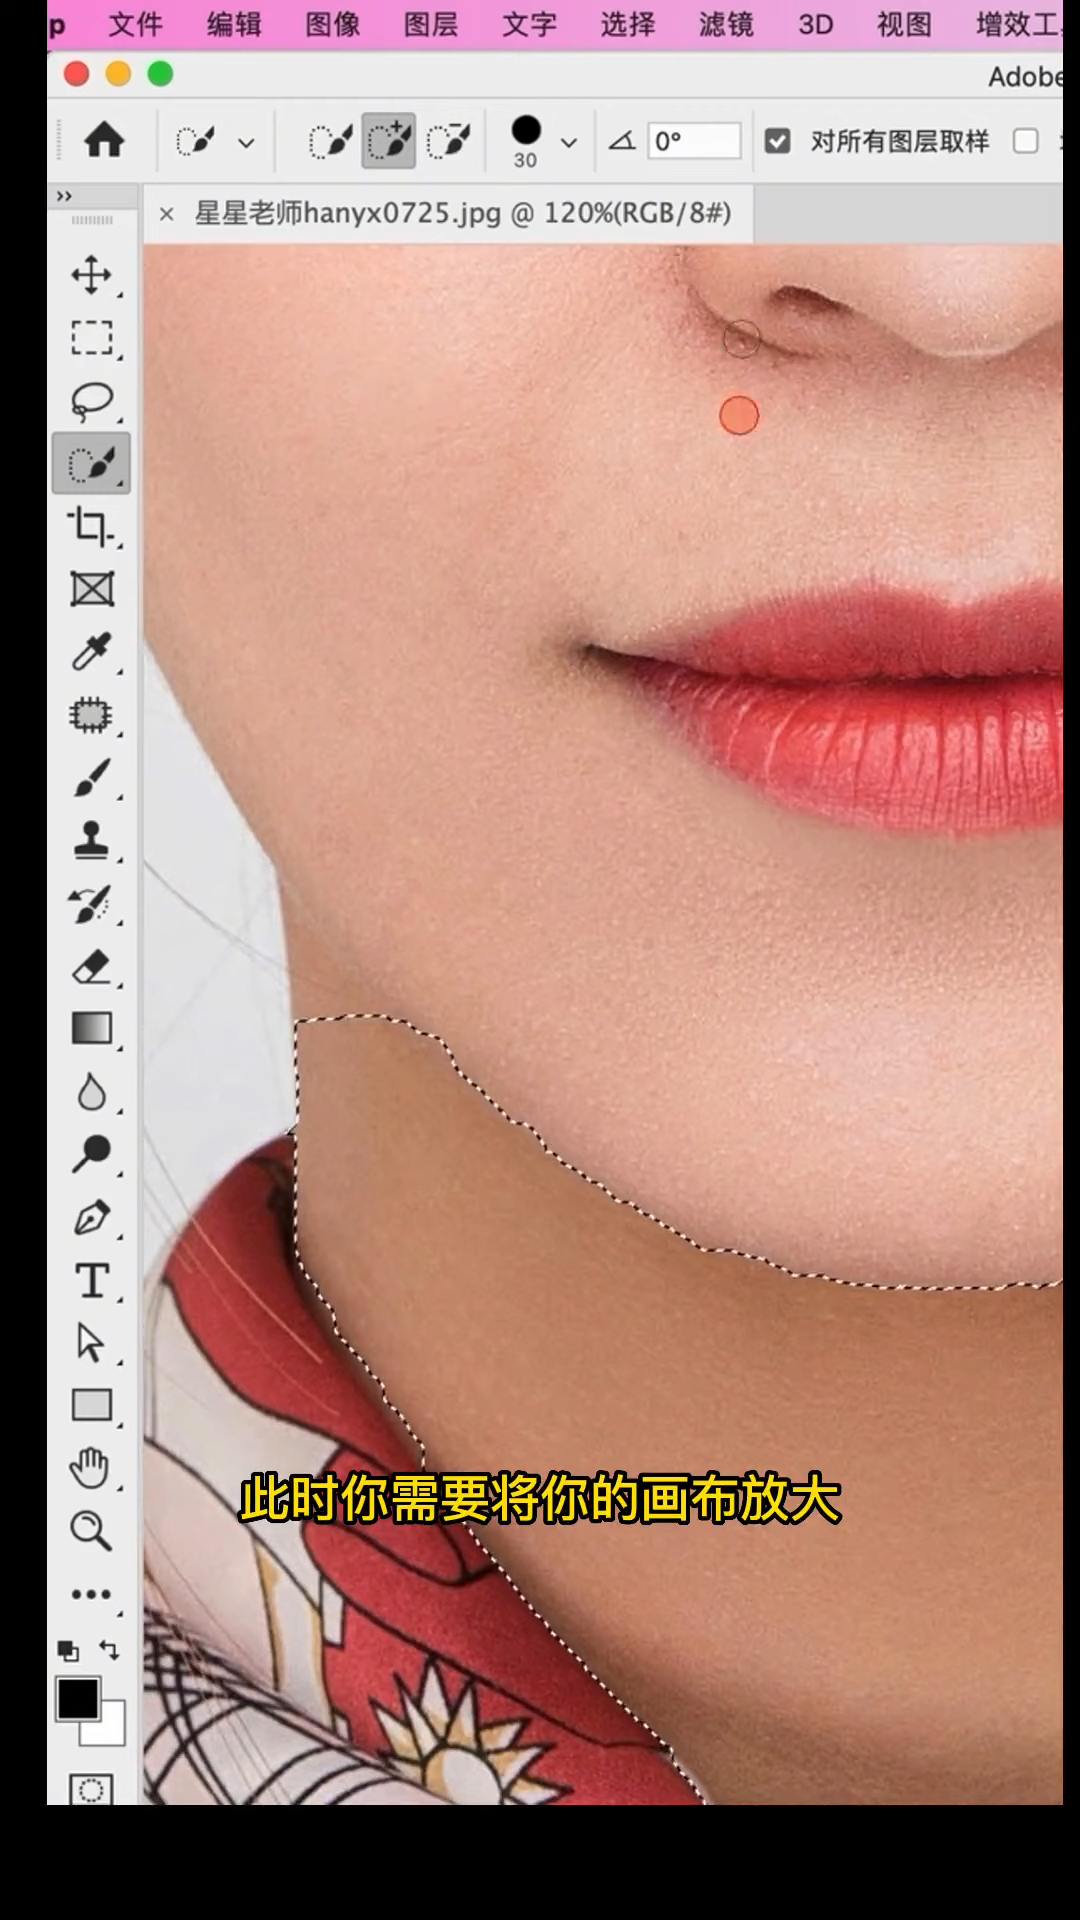 p 文件 编辑 图像 图层 文字 选择 滤镜 3D 视图 增效工
Adobe
30 0° 对所有图层取样
× 星星老师hanyx0725.jpg @ 120%(RGB/8#)
此时你需要将你的画布放大